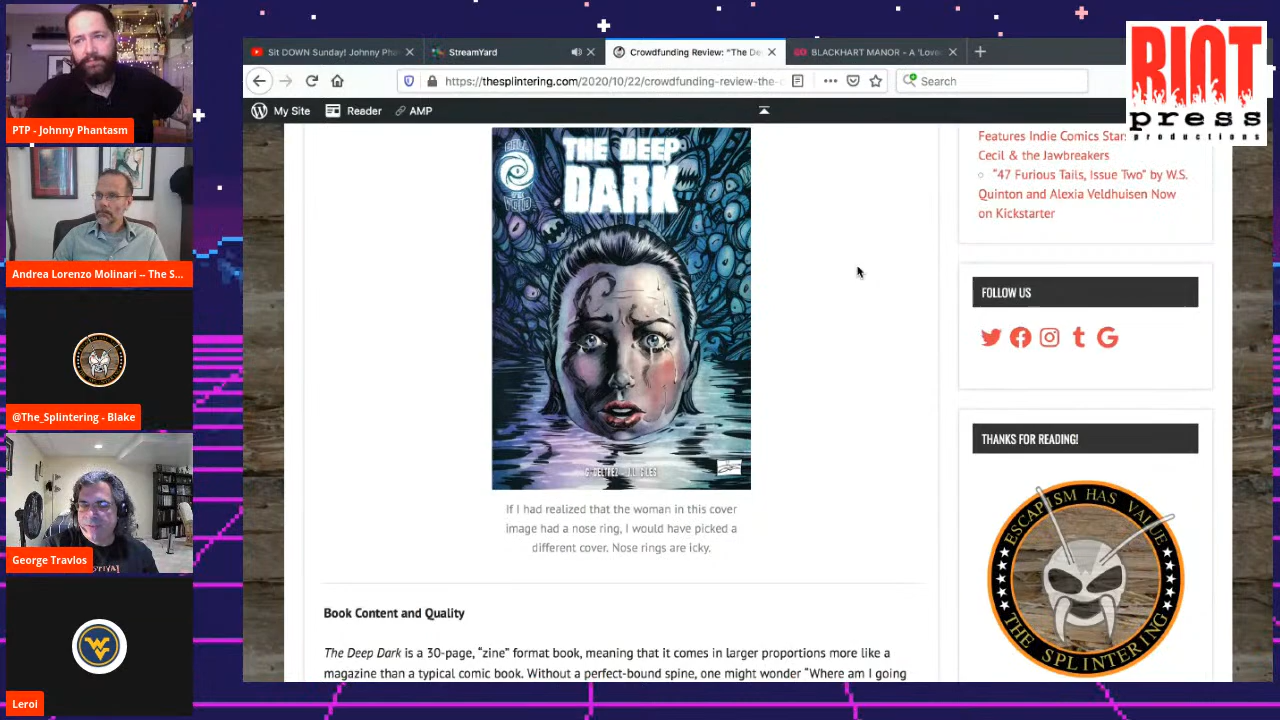 PTP - Johnny Phantasm
Andrea Lorenzo Molinari -- The S...
@The_Splintering - Blake
George Travlos
Leroi
Sit DOWN Sunday! Johnny Pha
StreamYard
Crowdfunding Review: "The De
BLACKHART MANOR - A 'Love
https://thesplintering.com/2020/10/22/crowdfunding-review-the-
Search
My Site
Reader
AMP
RIOT
press
productions
THE DEEP
DARK
If I had realized that the woman in this cover
image had a nose ring, I would have picked a
different cover. Nose rings are icky.
Book Content and Quality
The Deep Dark is a 30-page, “zine” format book, meaning that it comes in larger proportions more like a
magazine than a typical comic book. Without a perfect-bound spine, one might wonder “Where am I going
Features Indie Comics Star
Cecil & the Jawbreakers
“47 Furious Tails, Issue Two” by W.S.
Quinton and Alexia Veldhuisen Now
on Kickstarter
FOLLOW US
THANKS FOR READING!
ESCAPISM HAS VALUE
THE SPLINTERING